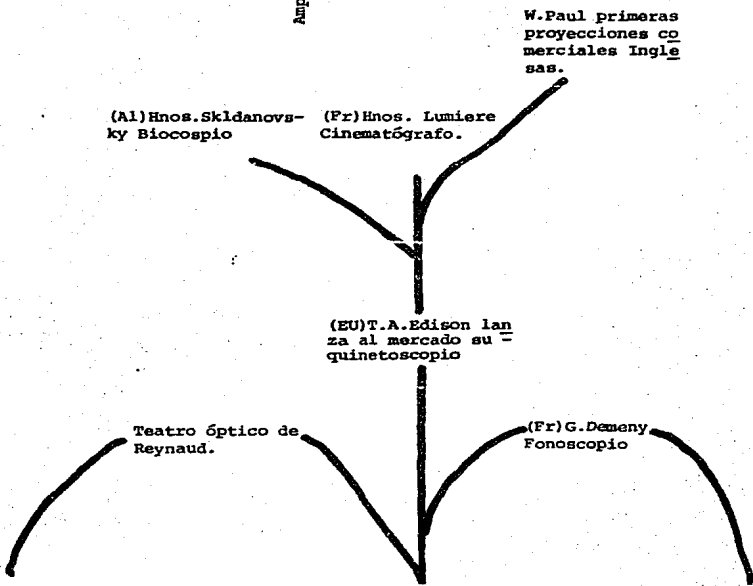 Amp
W.Paul primeras
proyecciones co
merciales Ingle
sas.
(Al)Hnos.Skldanovs-
ky Biocospio
(Fr)Hnos. Lumiere
Cinematógrafo.
(EU)T.A.Edison lan
za al mercado su
quinetoscopio
Teatro óptico de
Reynaud.
(Fr)G.Demeny
Fonoscopio